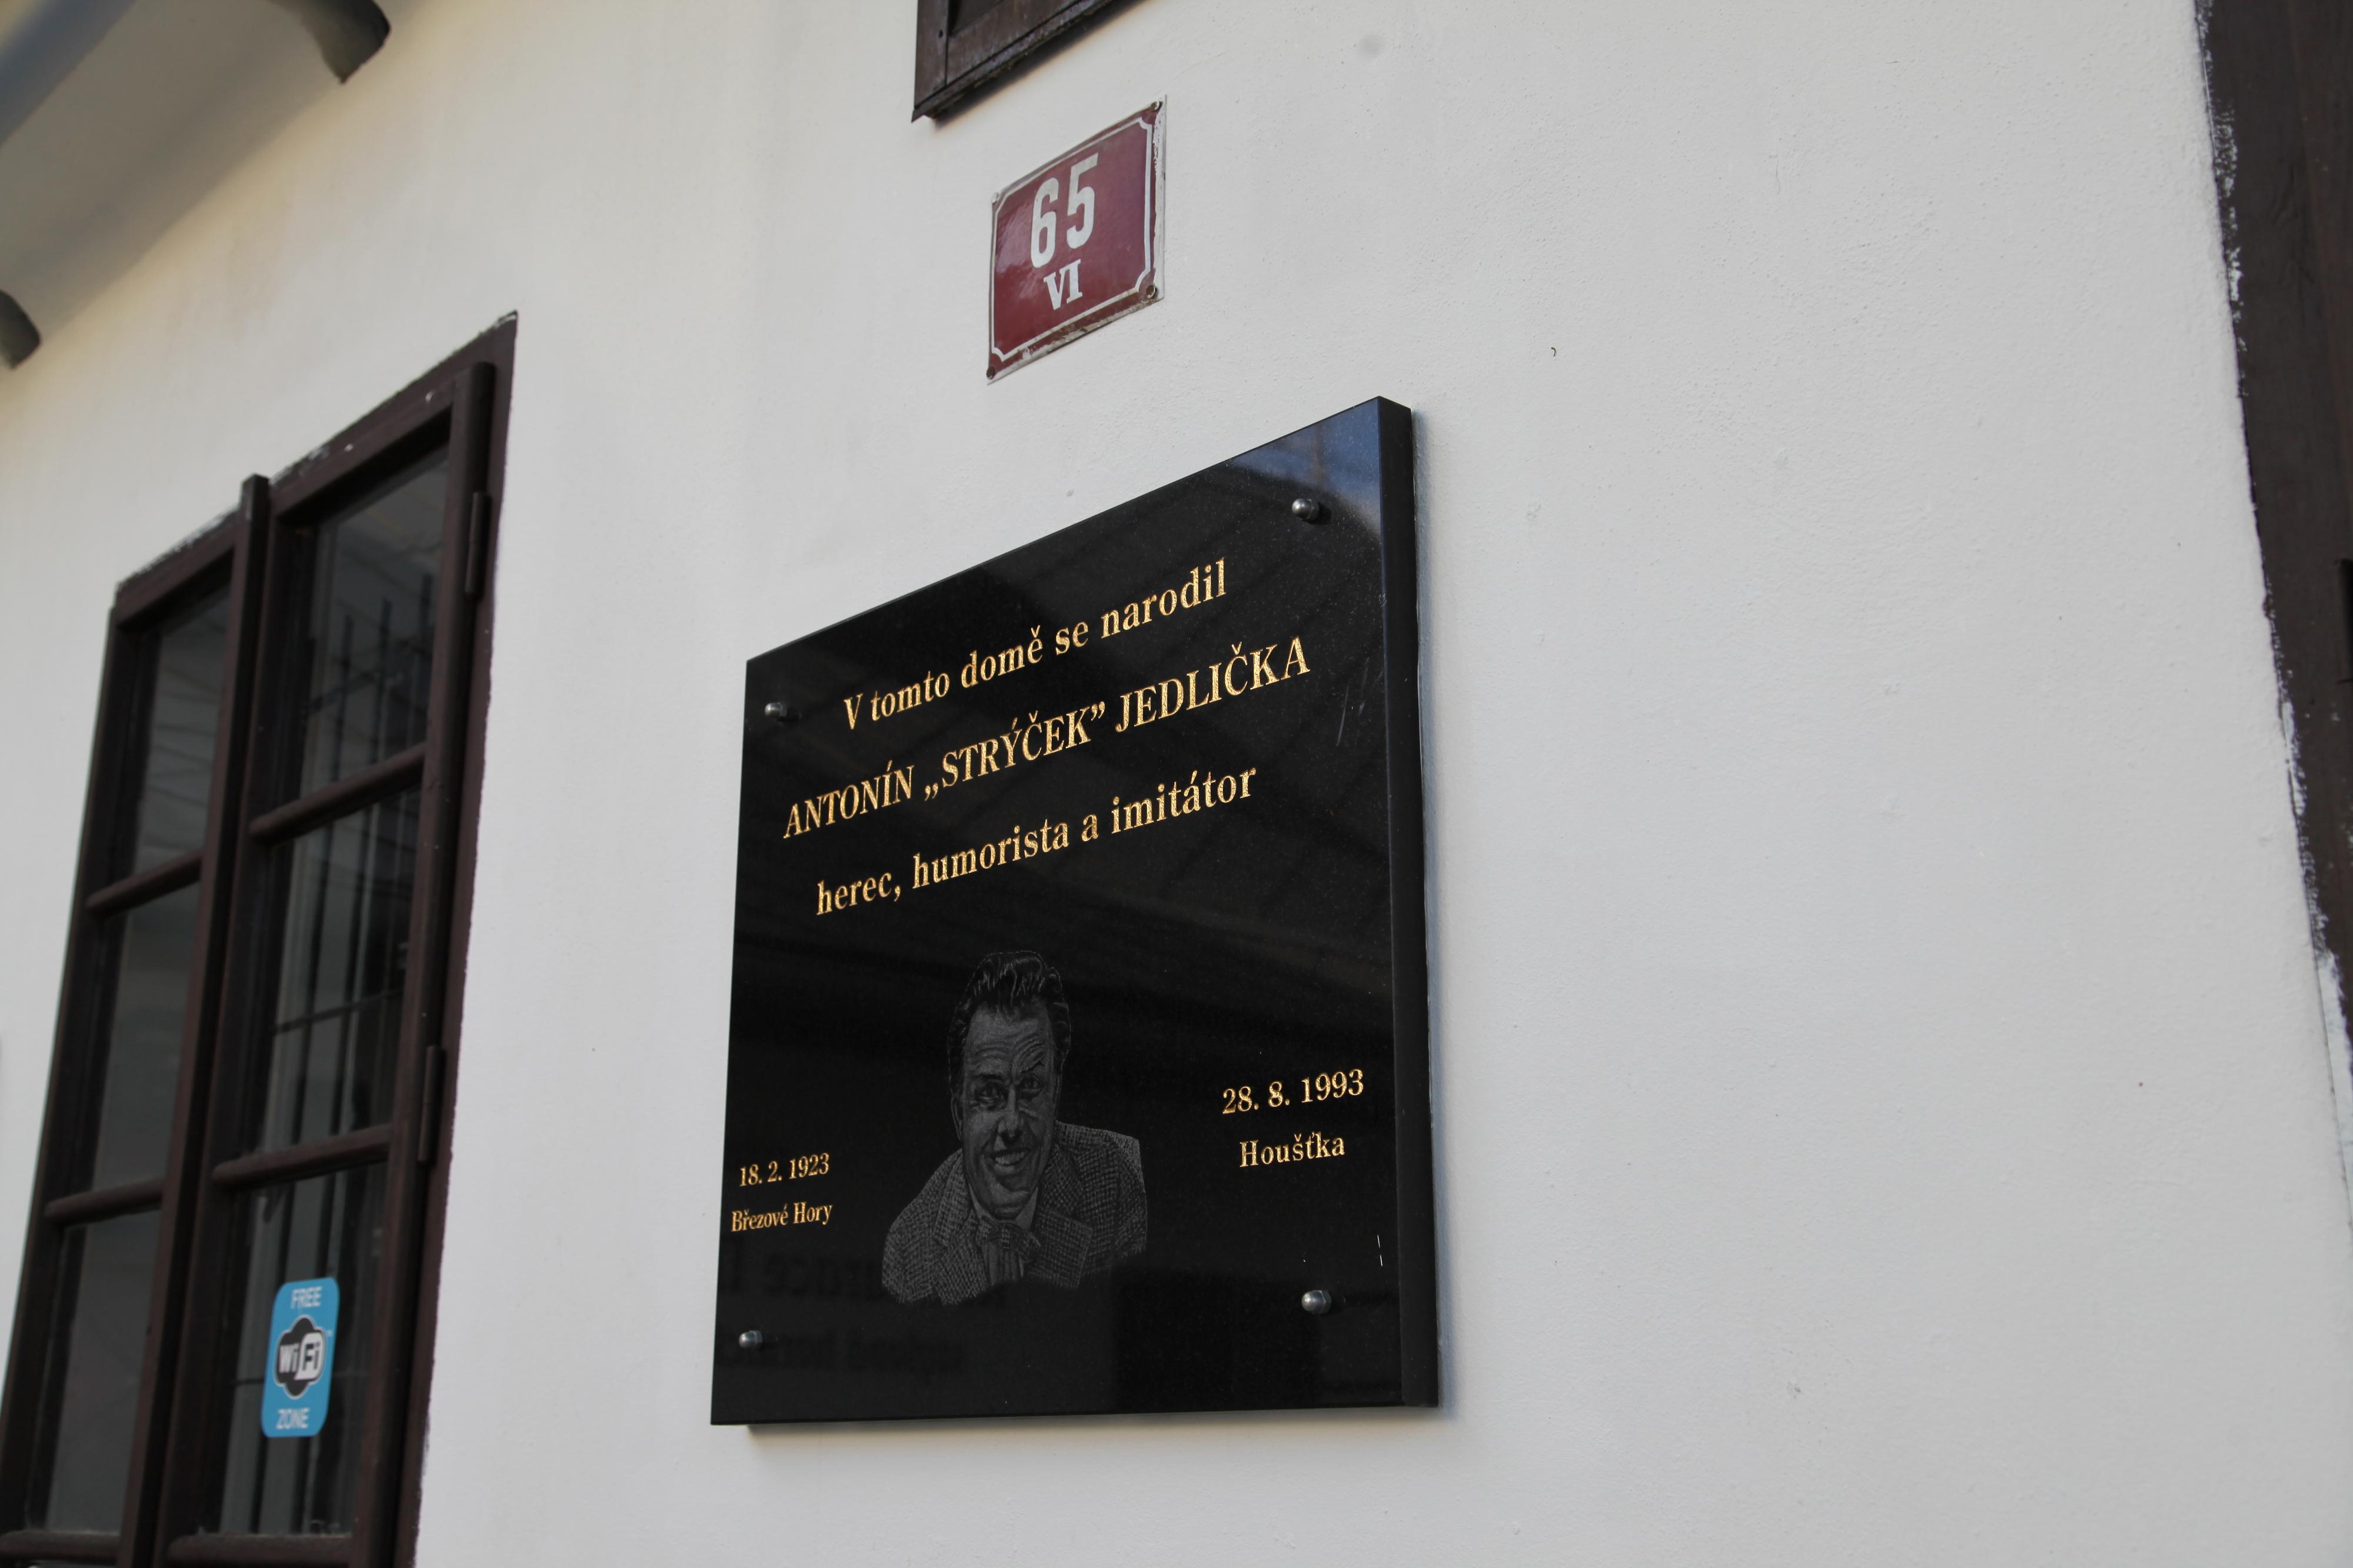 65
VI
V tomto domě se narodil
ANTONÍN „STRÝČEK” JEDLIČKA
herec, humorista a imitátor
18. 2. 1923
Březové Hory
28. 8. 1993
Houšťka
FREE
WiFi
ZONE